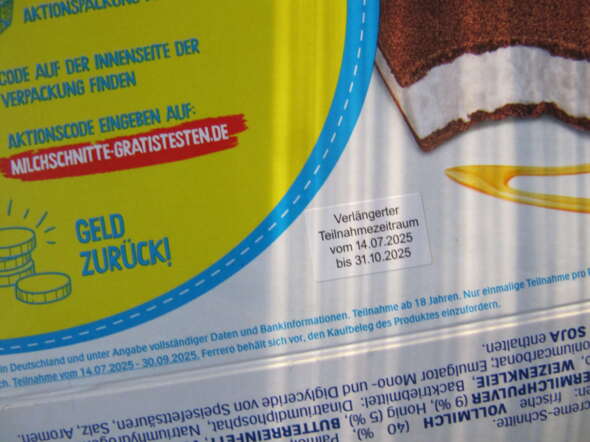 AKTIONSPACKUNG
CODE AUF DER INNENSEITE DER
VERPACKUNG FINDEN
AKTIONSCODE EINGEBEN AUF:
MILCHSCHNITTE-GRATISTESTEN.DE
GELD
ZURÜCK!
Verlängerter
Teilnahmezeitraum
vom 14.07.2025
bis 31.10.2025
in Deutschland und unter Angabe vollständiger Daten und Bankinformationen. Teilnahme ab 18 Jahren. Nur einmalige Teilnahme pro
ch. Teilnahme vom 14.07.2025 - 30.09.2025. Ferrero behält sich vor, den Kaufbeleg des Produktes einzufordern.
creme-Schnitte.
frische VOLLMILCH (40 %),
ERMILCHPULVER (9 %), Honig (5 %), BUTTERREINFETT,
WEIZENKLEIE, Backtriebmittel: Dinatriumdiphosphat, Natriumhydrog
oniumcarbonat; Emulgator Mono- und Diglyceride von Speisefettsäuren, Salz, Aromen.
SOJA enthalten.